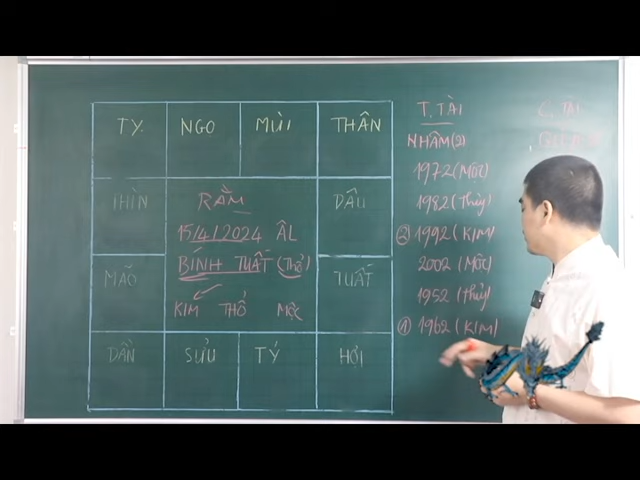 TY. NGO MÙI THÂN
THÌN DẬU
MÃO TUẤT
DẦN SỬU TÝ HỢI
RẰM
15/4/2024 ÂL
BÍNH TUẤT (Thổ)
KIM THỔ MỘC
T. TÀI
NHÂM(2)
1972(Mộc)
1982(Thủy)
② 1992(KIM)
2002(Mộc)
1952(Thủy)
① 1962(KIM)
C. TÀI